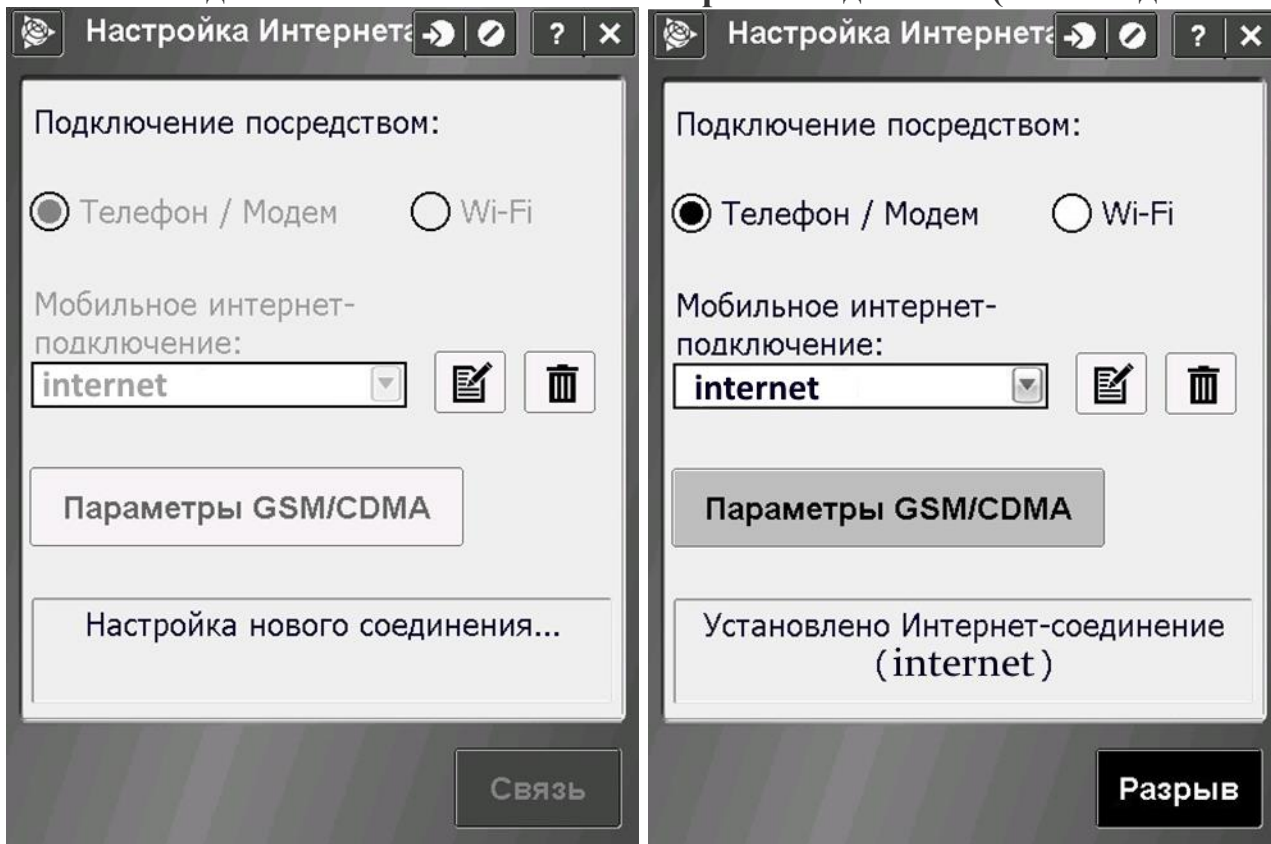 Настройка Интернета
? X
Подключение посредством:
Телефон / Модем Wi-Fi
Мобильное интернет-
подключение:
internet
Параметры GSM/CDMA
Настройка нового соединения...
Связь
Настройка Интернета
? X
Подключение посредством:
Телефон / Модем Wi-Fi
Мобильное интернет-
подключение:
internet
Параметры GSM/CDMA
Установлено Интернет-соединение
(internet)
Разрыв